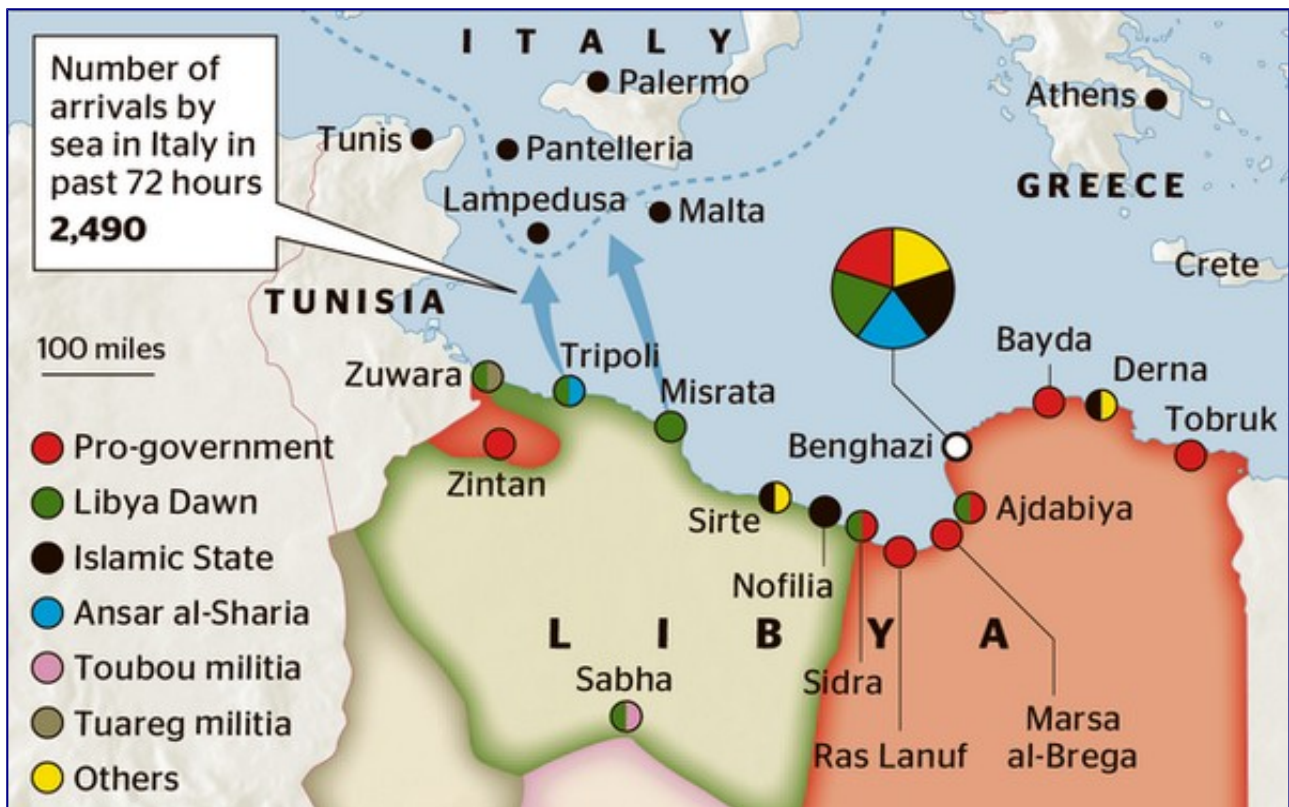 Number of
arrivals by
sea in Italy in
past 72 hours
2,490
ITALY
Palermo
Athens
Tunis
Pantelleria
GREECE
Lampedusa
Malta
Crete
TUNISIA
100 miles
Zuwara
Tripoli
Misrata
Bayda
Derna
Tobruk
Benghazi
Zintan
Sirte
Ajdabiya
Nofilia
LIBYA
Sabha
Sidra
Ras Lanuf
Marsa
al-Brega
Pro-government
Libya Dawn
Islamic State
Ansar al-Sharia
Toubou militia
Tuareg militia
Others